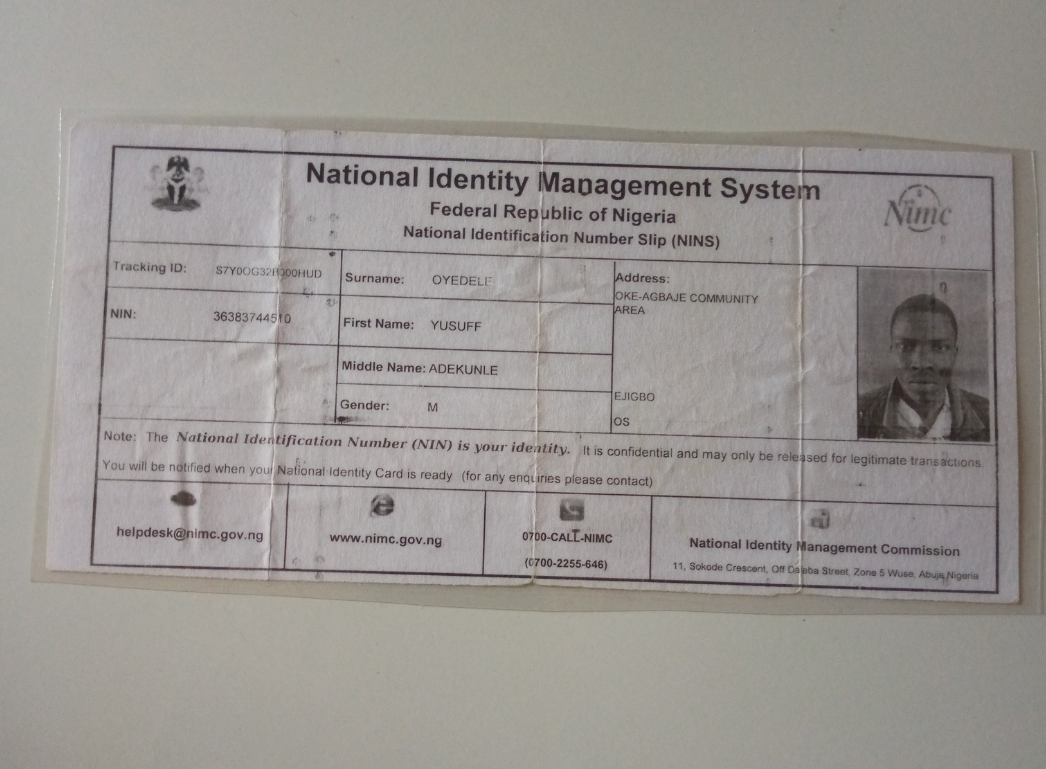 National Identity Management System
Federal Republic of Nigeria
National Identification Number Slip (NINS)
Nimc
Tracking ID:
NIN:
Surname: OYEDELE
First Name: YUSUFF
Middle Name: ADEKUNLE
Gender: M
Address:
OKE-AGBAJE COMMUNITY
AREA
EJIGBO
OS
Note: The National Identification Number (NIN) is your identity. It is confidential and may only be released for legitimate transactions.
You will be notified when your National Identity Card is ready (for any enquiries please contact)
helpdesk@nimc.gov.ng
www.nimc.gov.ng
0700-CALL-NIMC
(0700-2255-646)
National Identity Management Commission
11, Sokode Crescent, Off Dalaba Street, Zone 5 Wuse, Abuja Nigeria